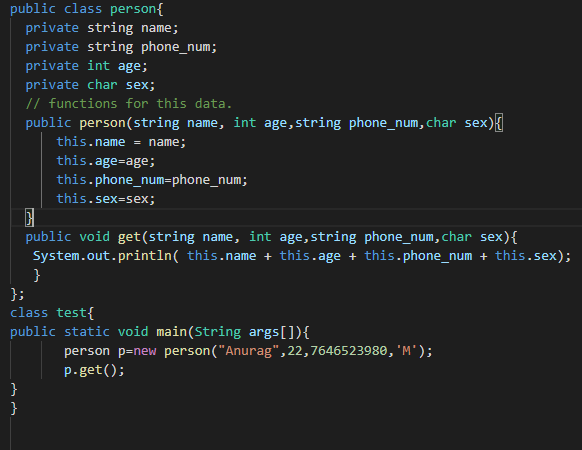 public class person{
private string name;
private string phone_num;
private int age;
private char sex;
// functions for this data.
public person(string name, int age,string phone_num,char sex){
this.name = name;
this.age=age;
this.phone_num=phone_num;
this.sex=sex;
}
public void get(string name, int age,string phone_num,char sex){
System.out.println( this.name + this.age + this.phone_num + this.sex);
}
};
class test{
public static void main(String args[]){
person p=new person("Anurag",22,7646523980,'M');
p.get();
}
}